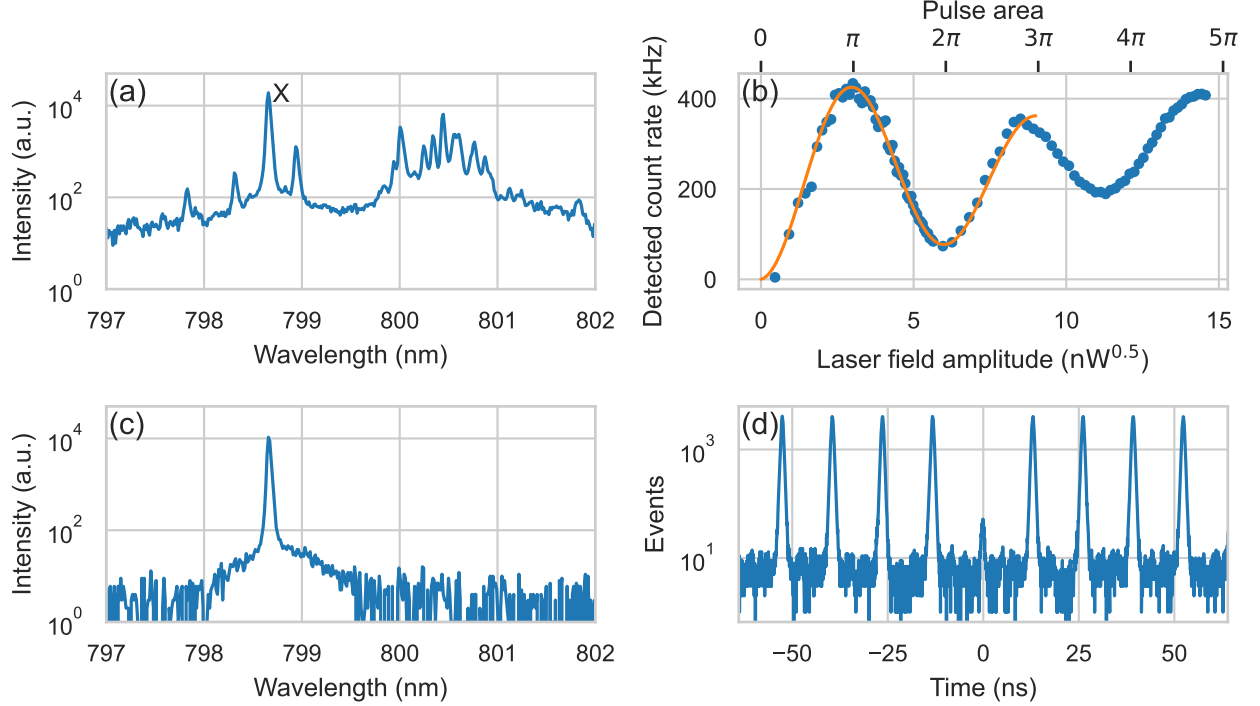 (a)
X
Intensity (a.u.)
10^4
10^2
10^0
797 798 799 800 801 802
Wavelength (nm)
Pulse area
0 π 2π 3π 4π 5π
(b)
Detected count rate (kHz)
400
200
0
0 5 10 15
Laser field amplitude (nW^0.5)
(c)
Intensity (a.u.)
10^4
10^2
10^0
797 798 799 800 801 802
Wavelength (nm)
(d)
Events
10^3
10^1
−50 −25 0 25 50
Time (ns)